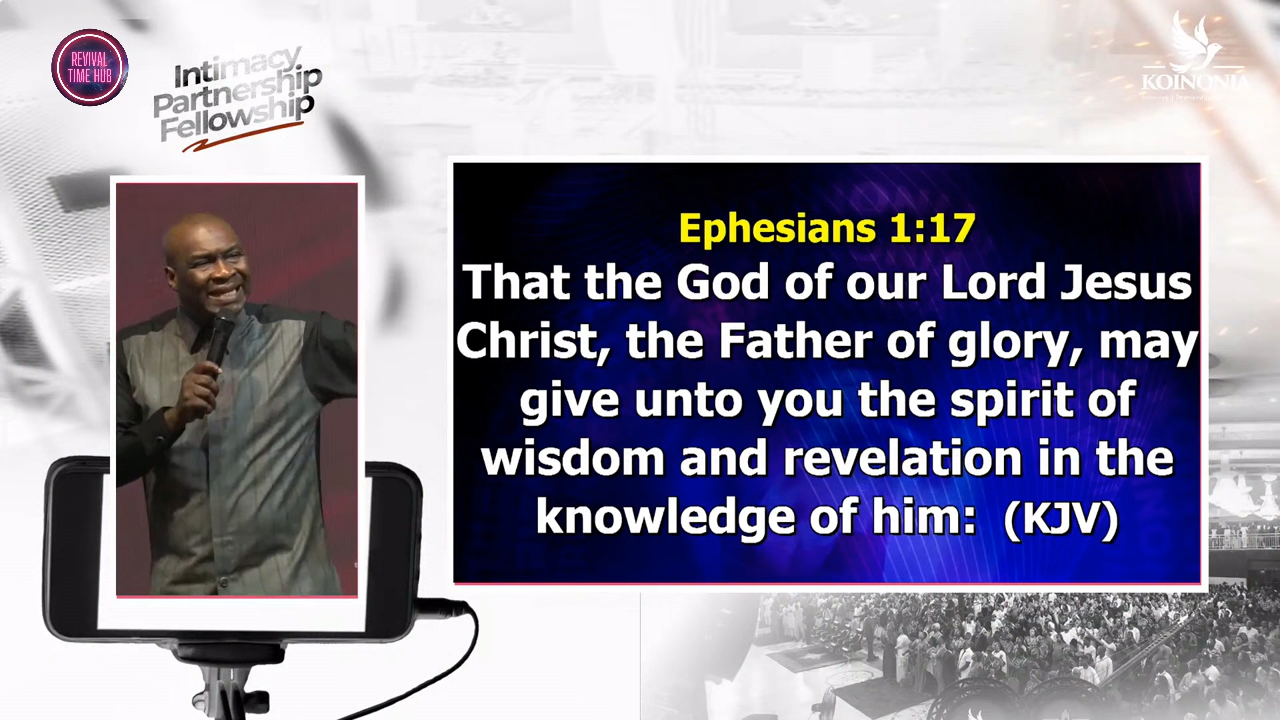 REVIVAL
TIME HUB
Intimacy
Partnership
Fellowship
KOINONIA
Ephesians 1:17
That the God of our Lord Jesus
Christ, the Father of glory, may
give unto you the spirit of
wisdom and revelation in the
knowledge of him: (KJV)